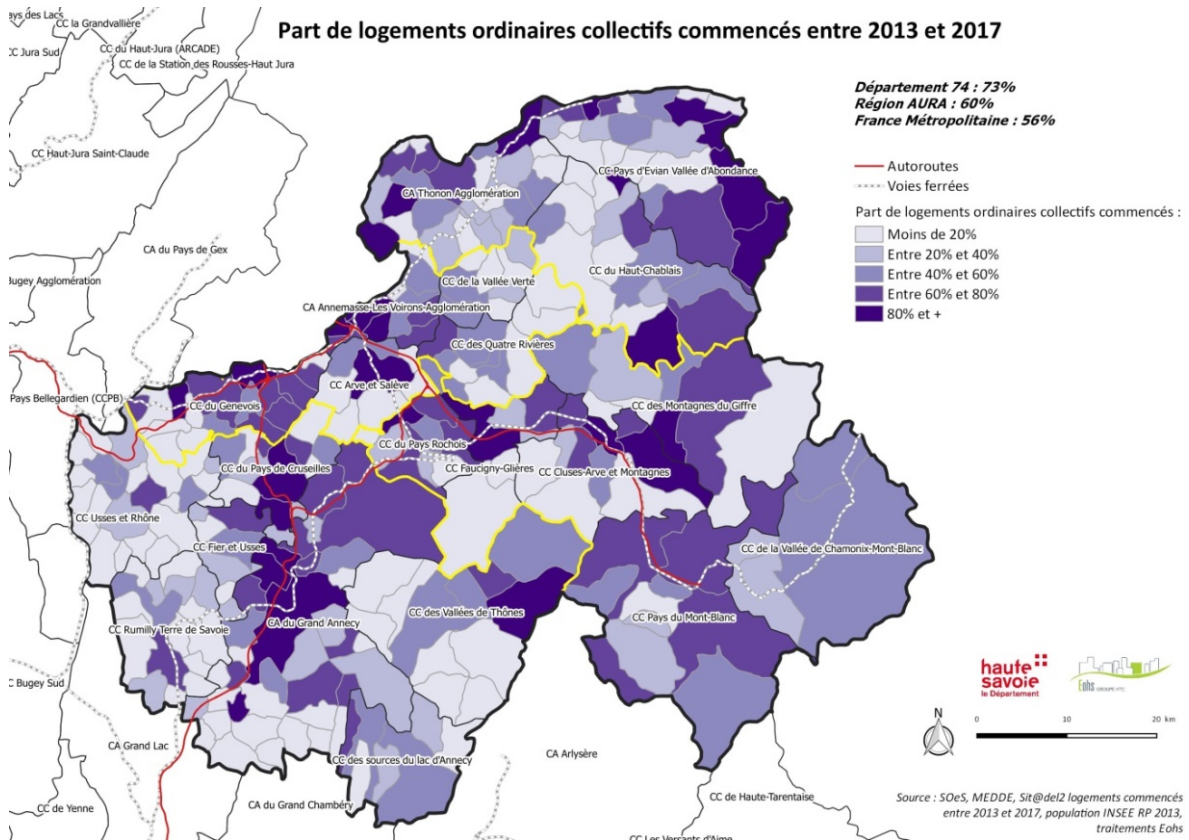 Part de logements ordinaires collectifs commencés entre 2013 et 2017
ays des Lacs
CC la Grandvallière
CC Jura Sud
CC du Haut-Jura (ARCADE)
CC de la Station des Rousses-Haut Jura
Département 74 : 73%
Région AURA : 60%
France Métropolitaine : 56%
CC Haut-Jura Saint-Claude
Autoroutes
Voies ferrées
Part de logements ordinaires collectifs commencés :
Moins de 20%
Entre 20% et 40%
Entre 40% et 60%
Entre 60% et 80%
80% et +
CC Pays d'Evian Vallée d'Abondance
CA Thonon Agglomération
CA du Pays de Gex
CC du Haut-Chablais
Bugey Agglomération
CC de la Vallée Verte
CA Annemasse-Les Voirons-Agglomération
CC des Quatre Rivières
CC Arve et Salève
Pays Bellegardien (CCPB)
CC du Genevois
CC des Montagnes du Giffre
CC du Pays Rochois
CC du Pays de Cruseilles
CC Faucigny-Glières
CC Cluses-Arve et Montagnes
CC Usses et Rhône
CC Fier et Usses
CC de la Vallée de Chamonix-Mont-Blanc
CC des Vallées de Thônes
CC Pays du Mont-Blanc
CA du Grand Annecy
CC Rumilly Terre de Savoie
C Bugey Sud
haute
savoie
le Département
Eohs GROUPE HTC
N
0 10 20 km
CA Grand Lac
CA Arlysère
CC des sources du lac d'Annecy
CC de Haute-Tarentaise
CC de Yenne
CA du Grand Chambéry
CC Les Versants d'Aime
Source : SOeS, MEDDE, Sit@del2 logements commencés
entre 2013 et 2017, population INSEE RP 2013,
traitements Eohs